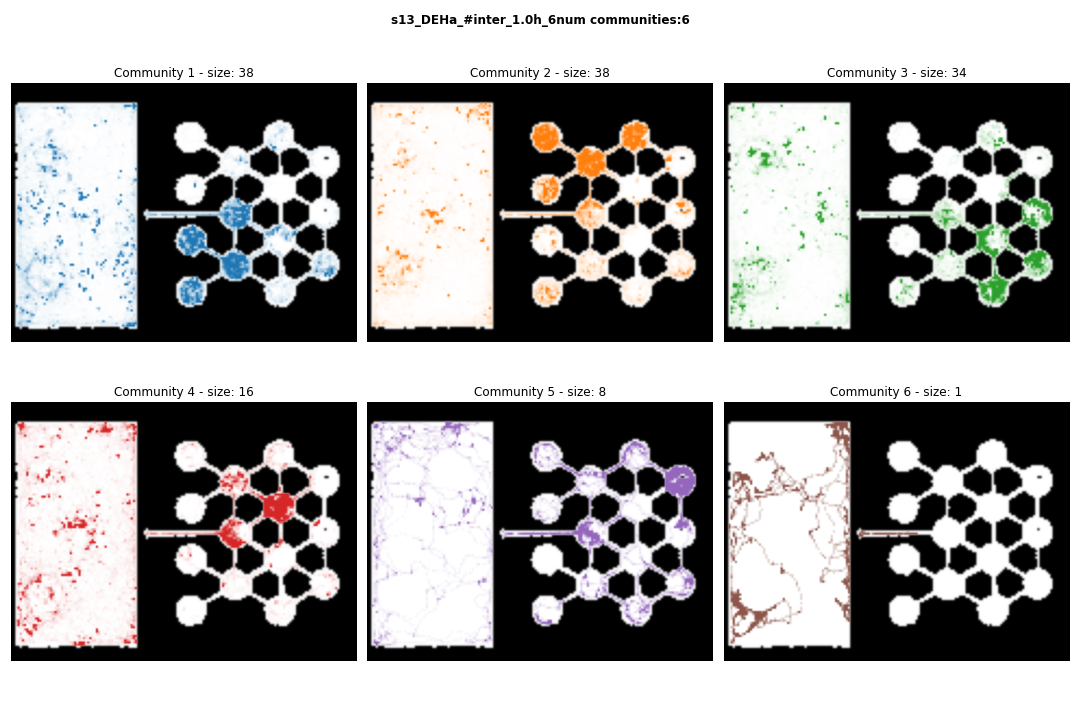 s13_DEHa_#inter_1.0h_6num communities:6
Community 1 - size: 38
Community 2 - size: 38
Community 3 - size: 34
Community 4 - size: 16
Community 5 - size: 8
Community 6 - size: 1